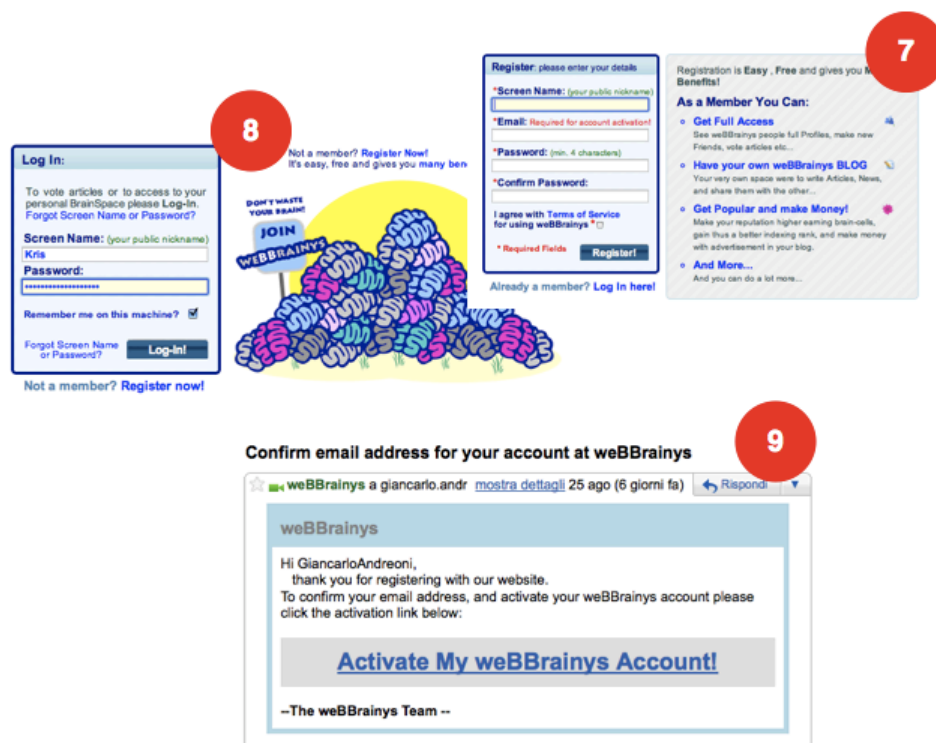 8
Log In:
To vote articles or to access to your
personal BrainSpace please Log-In.
Forgot Screen Name or Password?
Screen Name: (your public nickname)
Kris
Password:
••••••••••••••••••••
Remember me on this machine?
Forgot Screen Name
or Password?
Log-In!
Not a member? Register now!
Not a member? Register Now!
It's easy, free and gives you many ben
DON'T WASTE
YOUR BRAIN!
JOIN
WEBBRAINYS
7
Register: please enter your details
*Screen Name: (your public nickname)
*Email: Required for account activation!
*Password: (min. 4 characters)
*Confirm Password:
I agree with Terms of Service
for using weBBrainys *
* Required Fields
Register!
Already a member? Log In here!
Registration is Easy , Free and gives you M
Benefits!
As a Member You Can:
Get Full Access
See weBBrainys people full Profiles, make new
Friends, vote articles etc...
Have your own weBBrainys BLOG
Your very own space were to write Articles, News,
and share them with the other...
Get Popular and make Money!
Make your reputation higher earning brain-cells,
gain thus a better indexing rank, and make money
with advertisement in your blog.
And More...
And you can do a lot more...
9
Confirm email address for your account at weBBrainys
weBBrainys a giancarlo.andr mostra dettagli 25 ago (6 giorni fa) Rispondi
weBBrainys
Hi GiancarloAndreoni,
thank you for registering with our website.
To confirm your email address, and activate your weBBrainys account please
click the activation link below:
Activate My weBBrainys Account!
--The weBBrainys Team --